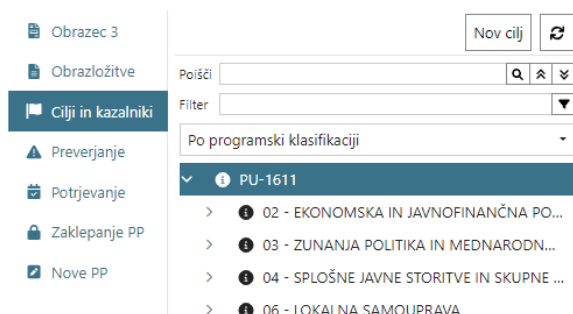 Obrazec 3
Obrazložitve
Cilji in kazalniki
Preverjanje
Potrjevanje
Zaklepanje PP
Nove PP
Nov cilj
Poišči
Filter
Po programski klasifikaciji
PU-1611
02 - EKONOMSKA IN JAVNOFINANČNA PO...
03 - ZUNANJA POLITIKA IN MEDNARODN...
04 - SPLOŠNE JAVNE STORITVE IN SKUPNE ...
06 - LOKALNA SAMOUPRAVA